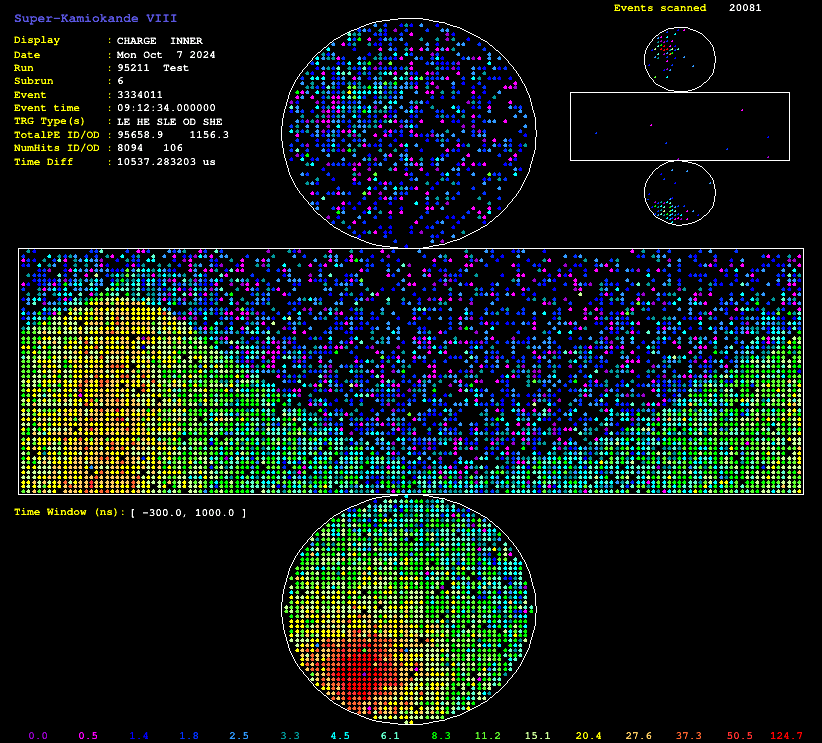 Super-Kamiokande VIII
Events scanned 20081
Display : CHARGE INNER
Date : Mon Oct 7 2024
Run : 95211 Test
Subrun : 6
Event : 3334011
Event time : 09:12:34.000000
TRG Type(s) : LE HE SLE OD SHE
TotalPE ID/OD : 95658.9 1156.3
NumHits ID/OD : 8094 106
Time Diff : 10537.283203 us
Time Window (ns): [ -300.0, 1000.0 ]
0.0 0.5 1.4 1.8 2.5 3.3 4.5 6.1 8.3 11.2 15.1 20.4 27.6 37.3 50.5 124.7